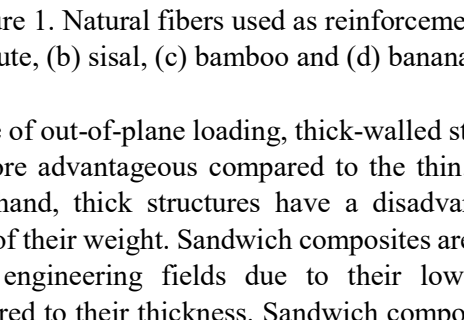 ure 1. Natural fibers used as reinforceme
ute, (b) sisal, (c) bamboo and (d) banana
e of out-of-plane loading, thick-walled st
ore advantageous compared to the thin
hand, thick structures have a disadva
of their weight. Sandwich composites are
engineering fields due to their low
red to their thickness. Sandwich compo